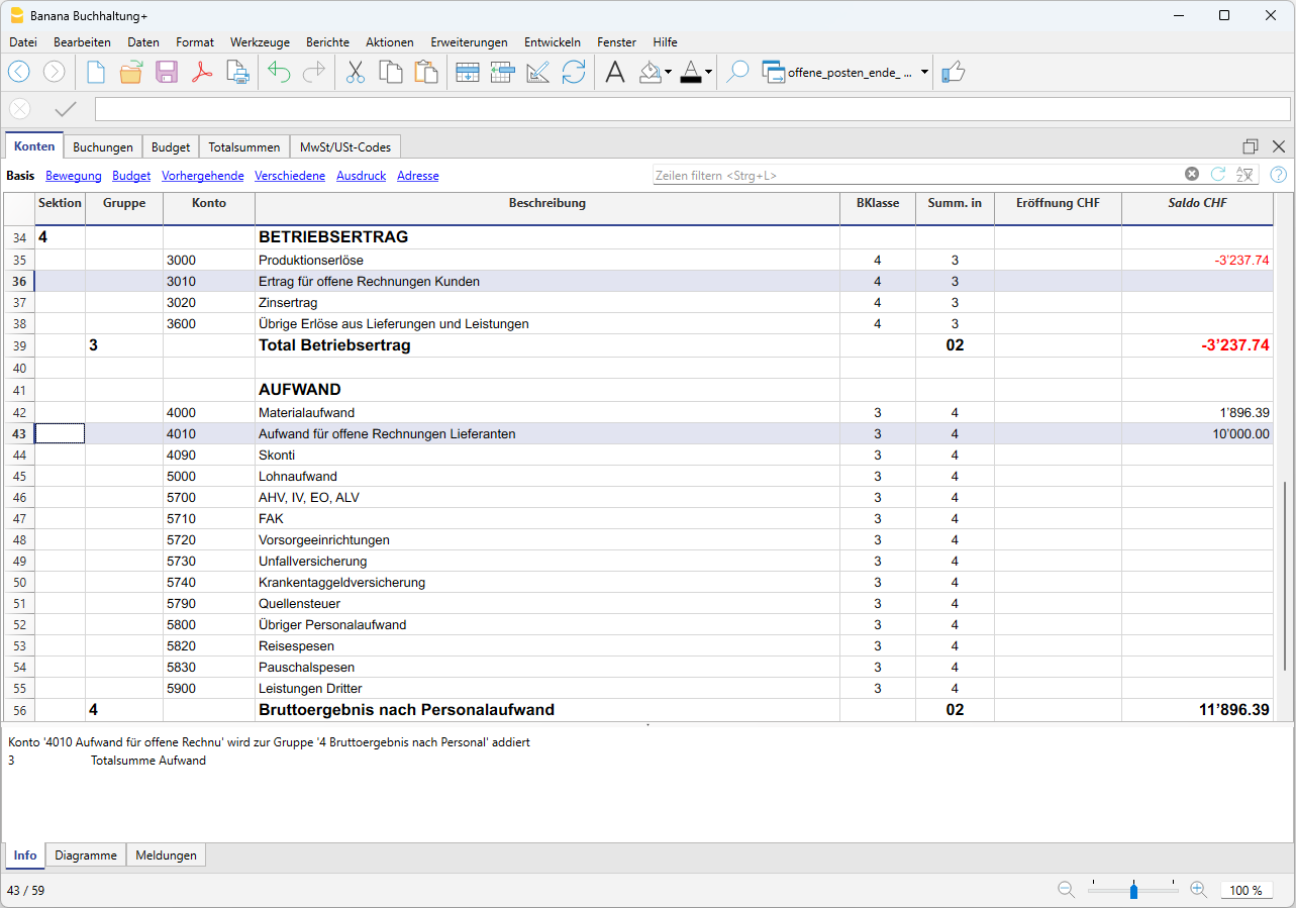 Banana Buchhaltung+
Datei Bearbeiten Daten Format Werkzeuge Berichte Aktionen Erweiterungen Entwickeln Fenster Hilfe
offene_posten_ende_ ...
Konten Buchungen Budget Totalsummen MwSt/USt-Codes
Basis Bewegung Budget Vorhergehende Verschiedene Ausdruck Adresse Zeilen filtern <Strg+L>
Sektion Gruppe Konto Beschreibung BKlasse Summ. in Eröffnung CHF Saldo CHF
34 4 BETRIEBSERTRAG
35 3000 Produktionserlöse 4 3 -3'237.74
36 3010 Ertrag für offene Rechnungen Kunden 4 3
37 3020 Zinsertrag 4 3
38 3600 Übrige Erlöse aus Lieferungen und Leistungen 4 3
39 3 Total Betriebsertrag 02 -3'237.74
40
41 AUFWAND
42 4000 Materialaufwand 3 4 1'896.39
43 4010 Aufwand für offene Rechnungen Lieferanten 3 4 10'000.00
44 4090 Skonti 3 4
45 5000 Lohnaufwand 3 4
46 5700 AHV, IV, EO, ALV 3 4
47 5710 FAK 3 4
48 5720 Vorsorgeeinrichtungen 3 4
49 5730 Unfallversicherung 3 4
50 5740 Krankentaggeldversicherung 3 4
51 5790 Quellensteuer 3 4
52 5800 Übriger Personalaufwand 3 4
53 5820 Reisespesen 3 4
54 5830 Pauschalspesen 3 4
55 5900 Leistungen Dritter 3 4
56 4 Bruttoergebnis nach Personalaufwand 02 11'896.39
Konto '4010 Aufwand für offene Rechnu' wird zur Gruppe '4 Bruttoergebnis nach Personal' addiert
3 Totalsumme Aufwand
Info Diagramme Meldungen
43 / 59 100 %